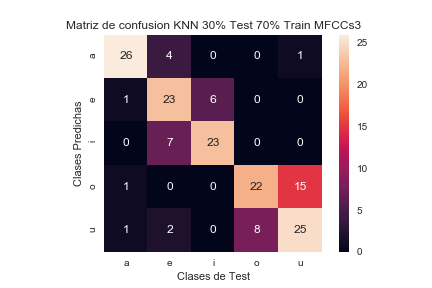 Matriz de confusion KNN 30% Test 70% Train MFCCs3
a 26 4 0 0 1
e 1 23 6 0 0
i 0 7 23 0 0
o 1 0 0 22 15
u 1 2 0 8 25
a e i o u
Clases Predichas
Clases de Test
25
20
15
10
5
0